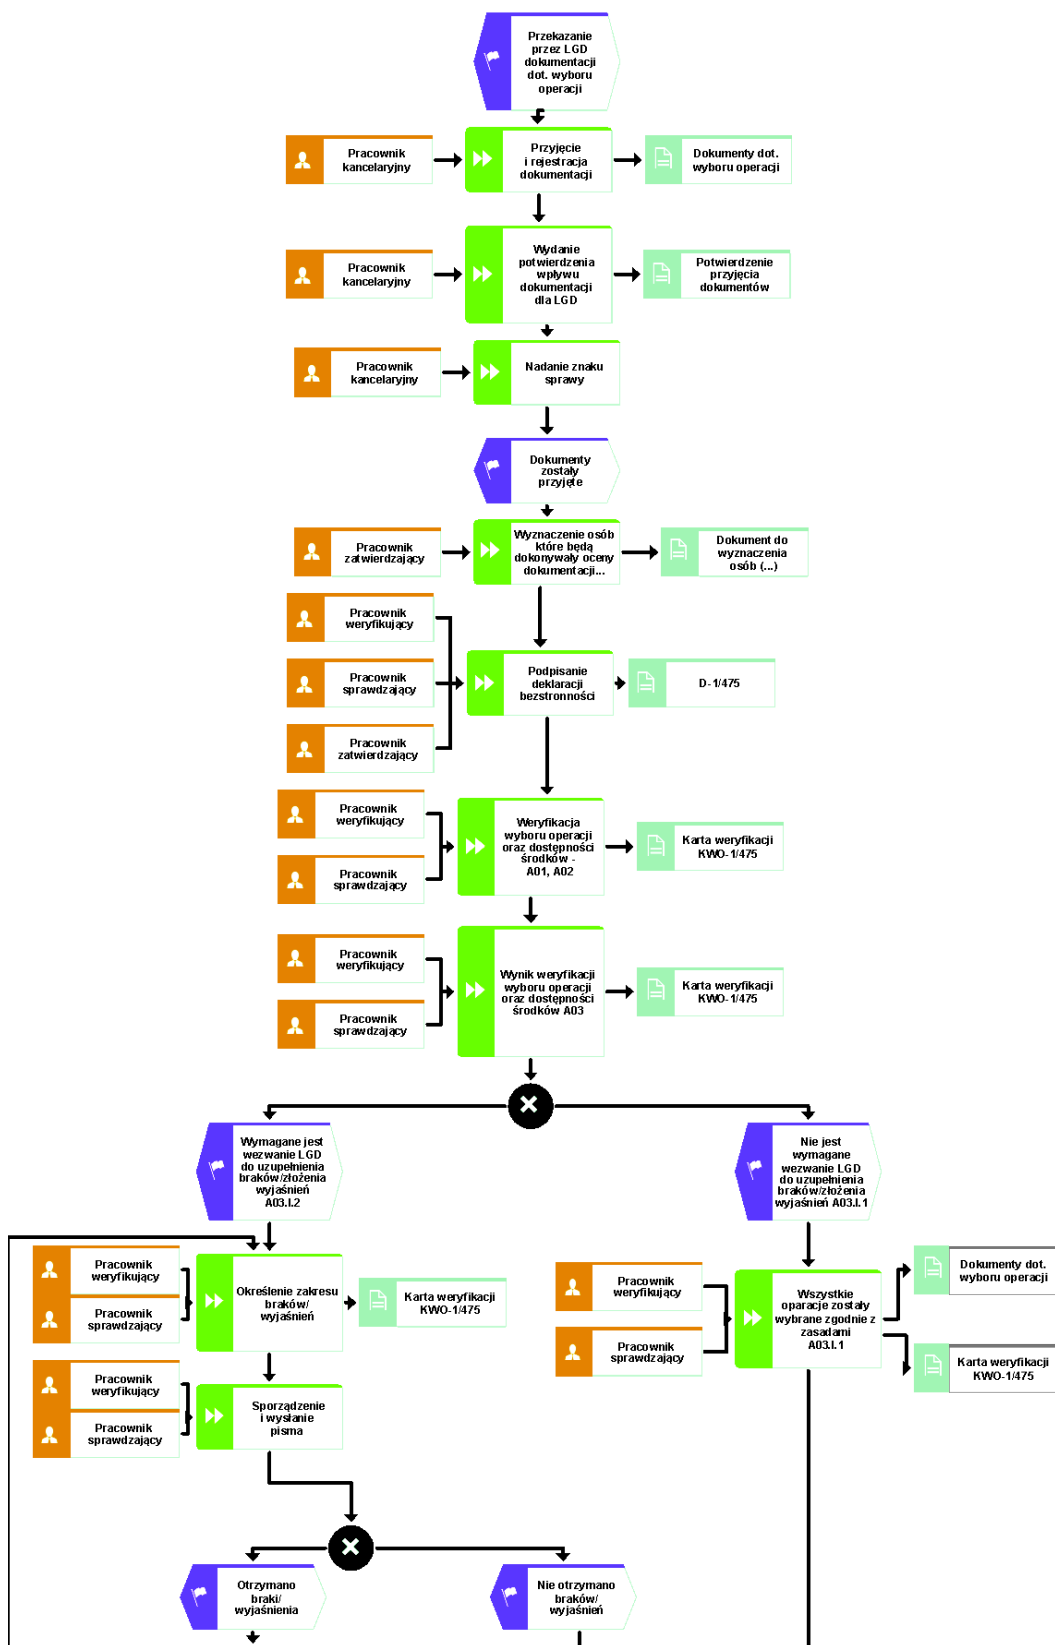 Przekazanie
przez LGD
dokumentacji
dot. wyboru
operacji
Pracownik
kancelaryjny
Przyjęcie
i rejestracja
dokumentacji
Dokumenty dot.
wyboru operacji
Pracownik
kancelaryjny
Wydanie
potwierdzenia
wpływu
dokumentacji
dla LGD
Potwierdzenie
przyjęcia
dokumentów
Pracownik
kancelaryjny
Nadanie znaku
sprawy
Dokumenty
zostały
przyjęte
Pracownik
zatwierdzający
Wyznaczenie osób
które będą
dokonywały oceny
dokumentacji...
Dokument do
wyznaczenia
osób (...)
Pracownik
weryfikujący
Pracownik
sprawdzający
Pracownik
zatwierdzający
Podpisanie
deklaracji
bezstronności
D-1/475
Pracownik
weryfikujący
Pracownik
sprawdzający
Weryfikacja
wyboru operacji
oraz dostępności
środków -
A01, A02
Karta weryfikacji
KWO-1/475
Pracownik
weryfikujący
Pracownik
sprawdzający
Wynik weryfikacji
wyboru operacji
oraz dostępności
środków A03
Karta weryfikacji
KWO-1/475
Wymagane jest
wezwanie LGD
do uzupełnienia
braków/złożenia
wyjaśnień
A03.I.2
Nie jest
wymagane
wezwanie LGD
do uzupełnienia
braków/złożenia
wyjaśnień A03.I.1
Pracownik
weryfikujący
Pracownik
sprawdzający
Określenie zakresu
braków/
wyjaśnień
Karta weryfikacji
KWO-1/475
Pracownik
weryfikujący
Pracownik
sprawdzający
Wszystkie
oparacje zostały
wybrane zgodnie z
zasadami
A03.I.1
Dokumenty dot.
wyboru operacji
Karta weryfikacji
KWO-1/475
Pracownik
weryfikujący
Pracownik
sprawdzający
Sporządzenie
i wysłanie
pisma
Otrzymano
braki/
wyjaśnienia
Nie otrzymano
braków/
wyjaśnień